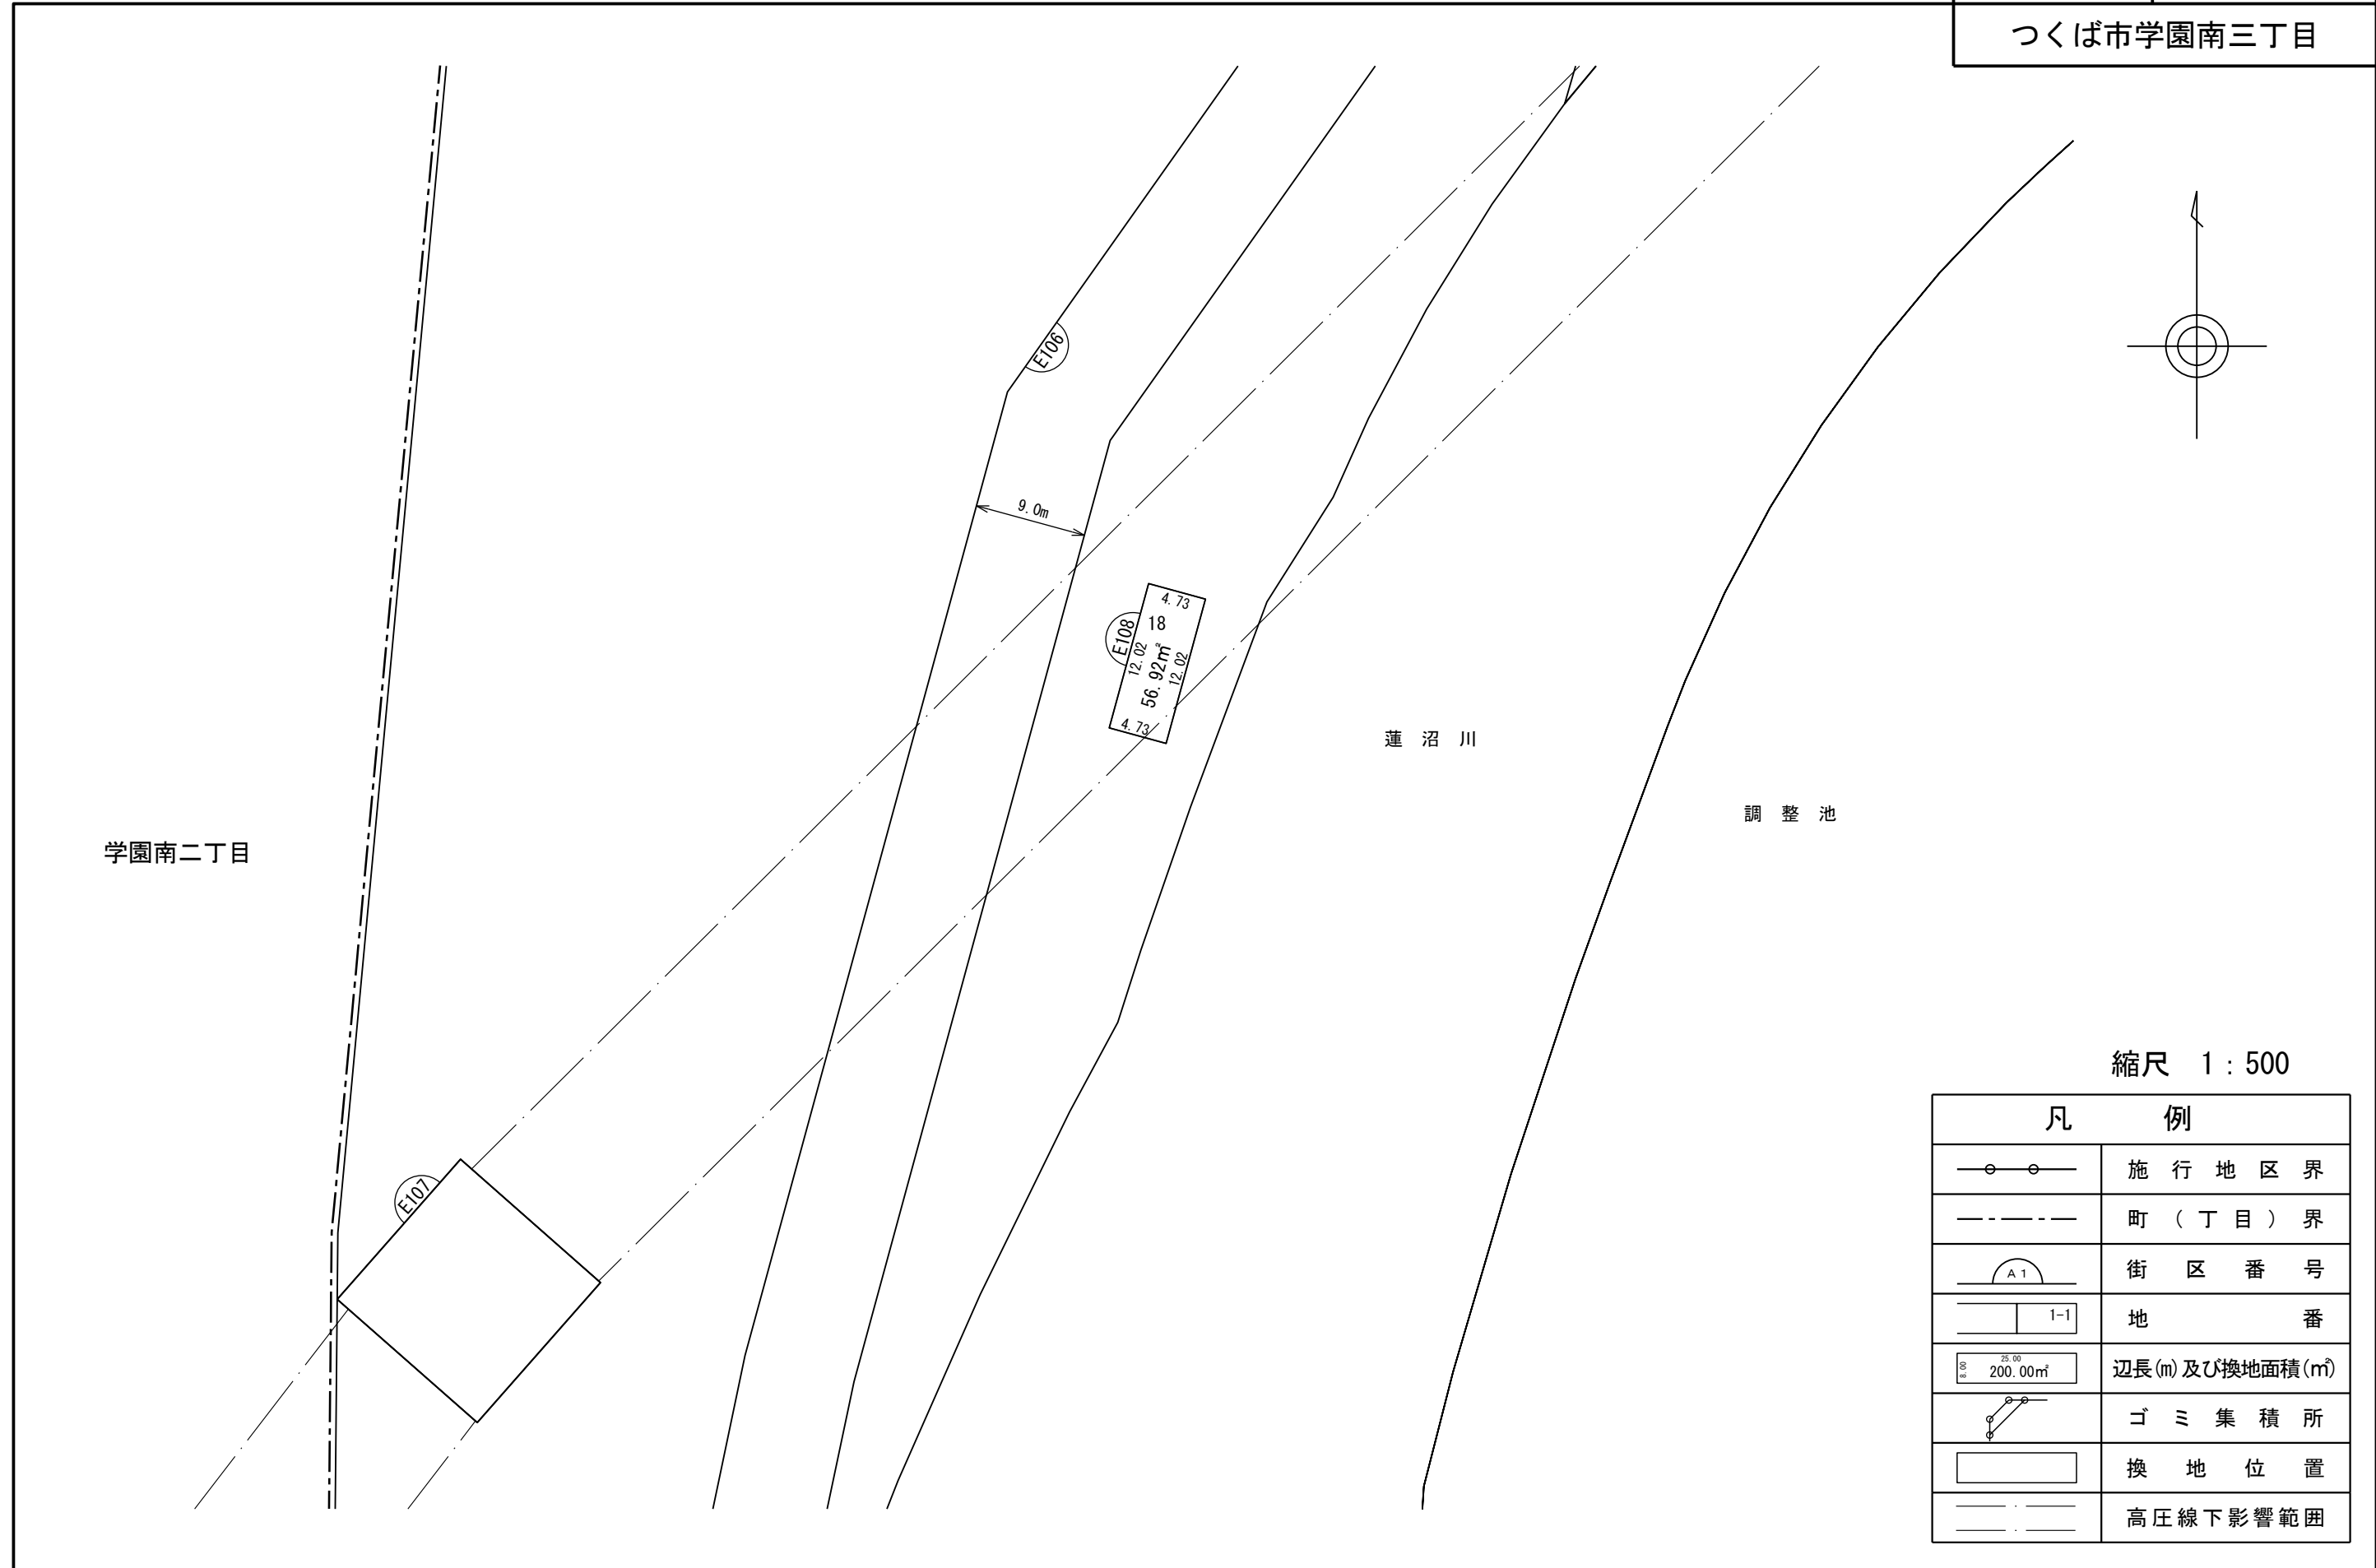 つくば市学園南三丁目
E106
9.0m
4.73
18
E108
12.02
56.92㎡
12.02
4.73
蓮沼川
調整池
学園南二丁目
E107
縮尺 1:500
凡例
施行地区界
町(丁目)界
A1 街区番号
1-1 地番
8.00 25.00 200.00㎡ 辺長(m)及び換地面積(㎡)
ゴミ集積所
換地位置
高圧線下影響範囲